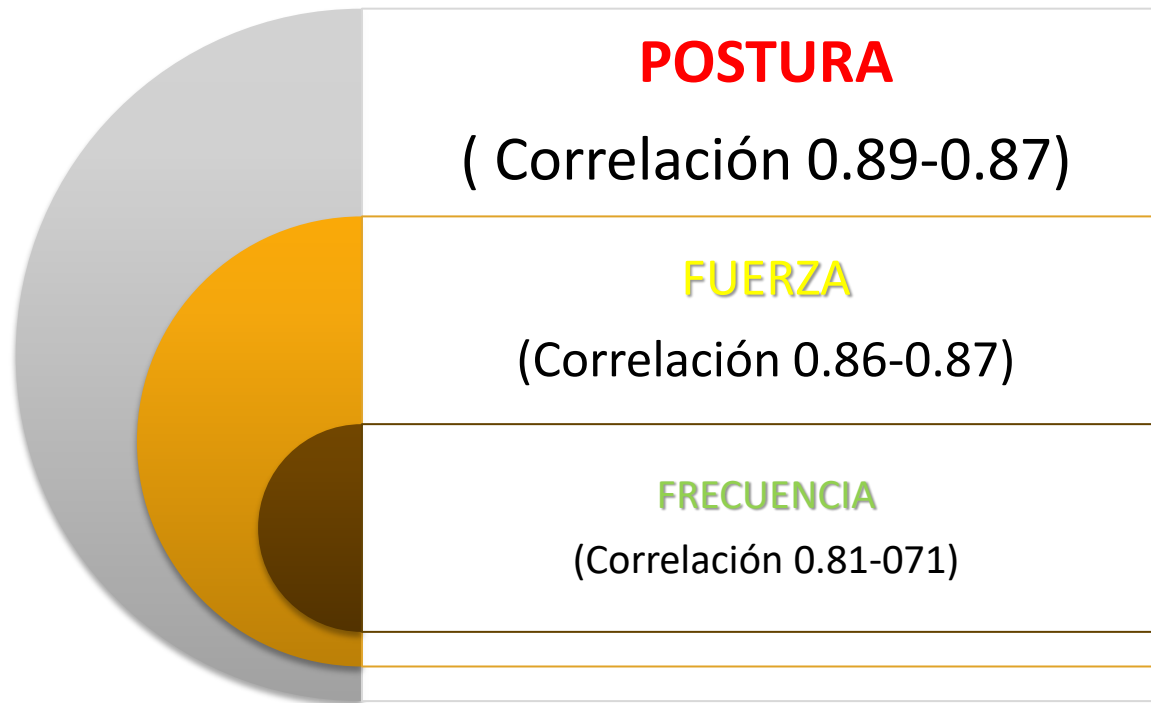 POSTURA
( Correlación 0.89-0.87)
FUERZA
(Correlación 0.86-0.87)
FRECUENCIA
(Correlación 0.81-071)